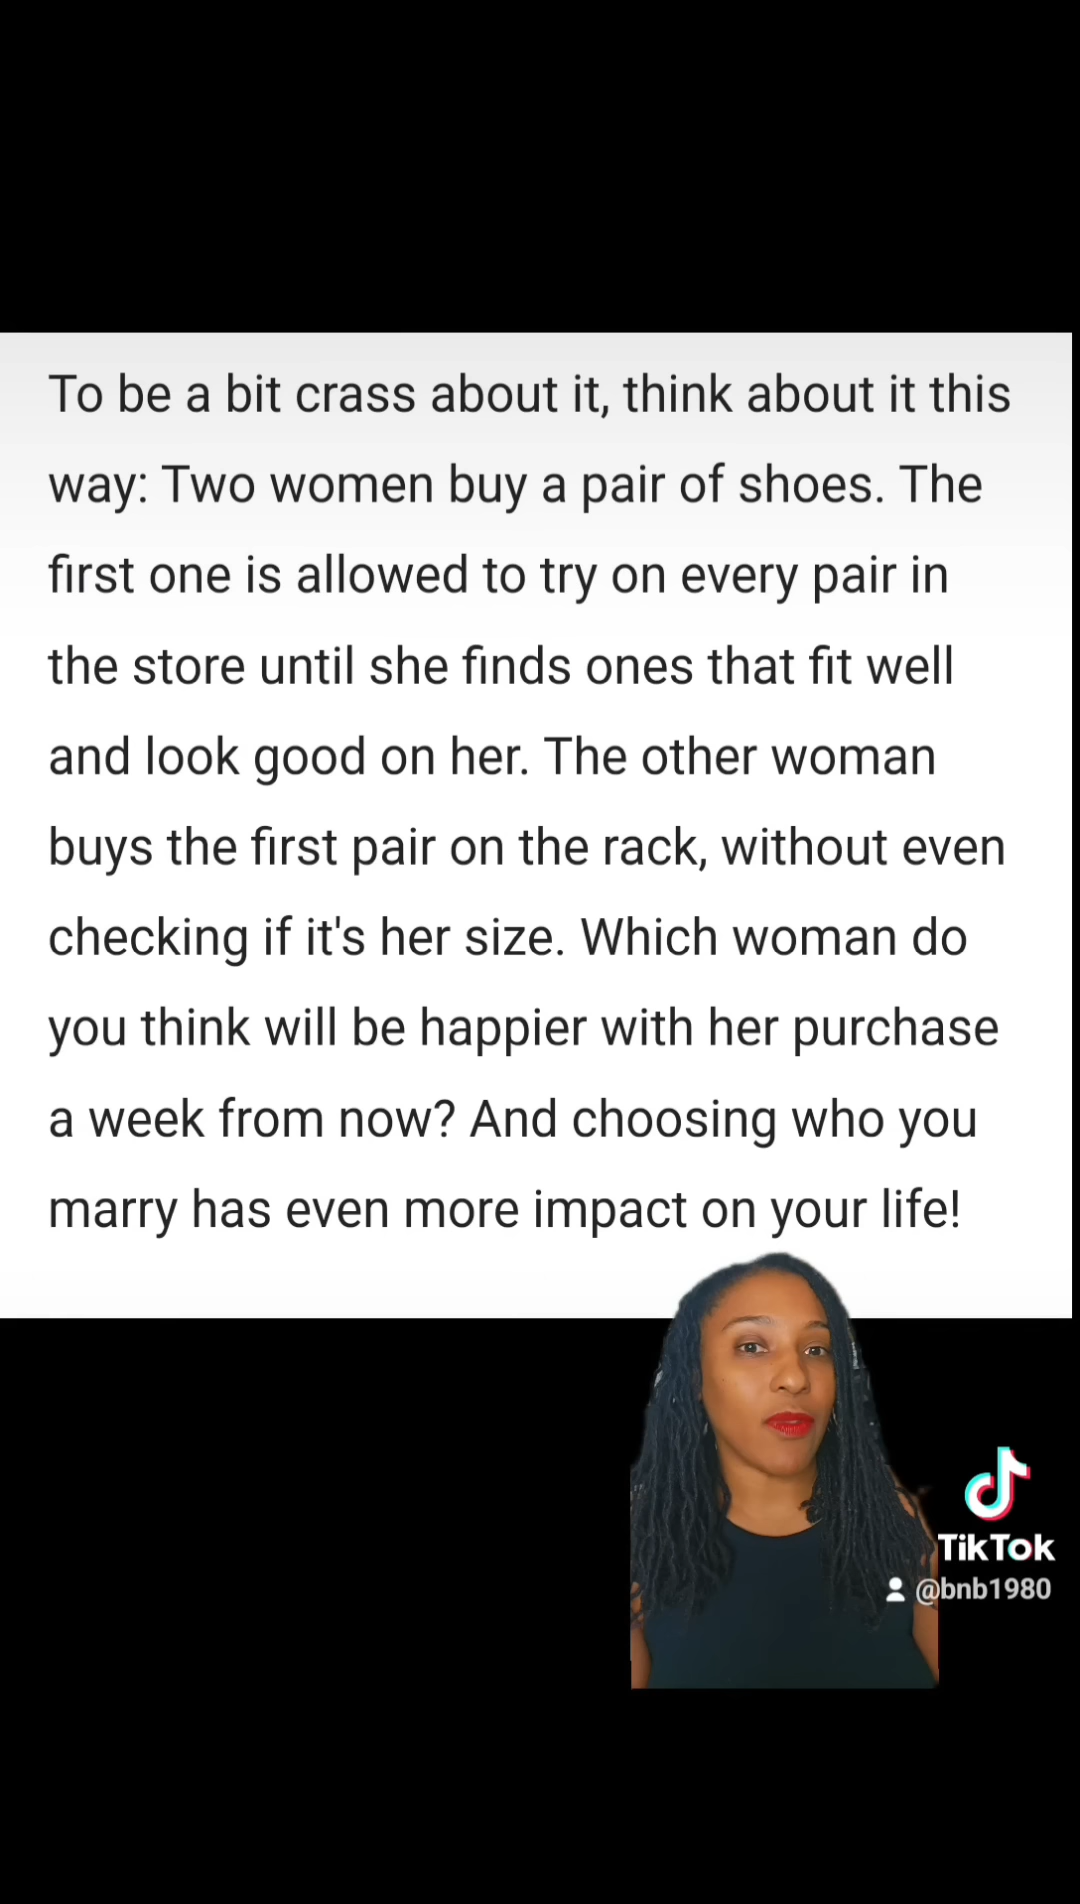 To be a bit crass about it, think about it this
way: Two women buy a pair of shoes. The
first one is allowed to try on every pair in
the store until she finds ones that fit well
and look good on her. The other woman
buys the first pair on the rack, without even
checking if it's her size. Which woman do
you think will be happier with her purchase
a week from now? And choosing who you
marry has even more impact on your life!
TikTok
@bnb1980